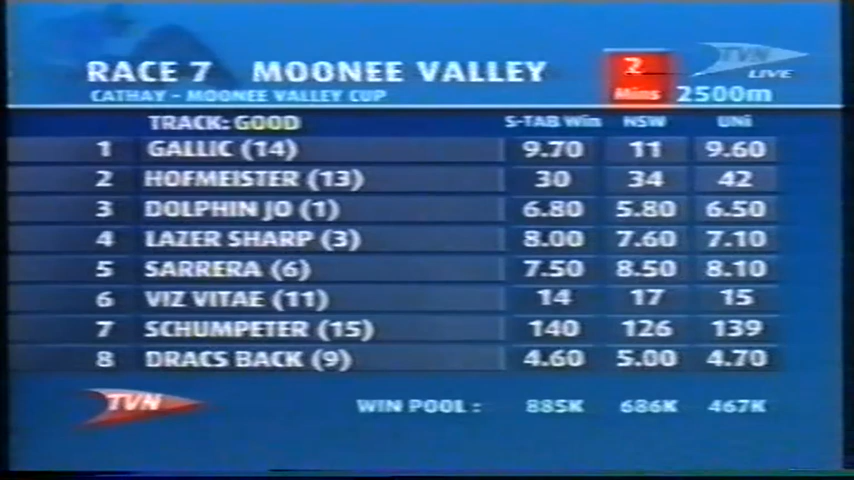 RACE 7 MOONEE VALLEY 2 TVN
CATHAY - MOONEE VALLEY CUP Mins 2500m LIVE
TRACK: GOOD S-TAB Win NSW UNi
1 GALLIC (14) 9.70 11 9.60
2 HOFMEISTER (13) 30 34 42
3 DOLPHIN JO (1) 6.80 5.80 6.50
4 LAZER SHARP (3) 8.00 7.60 7.10
5 SARRERA (6) 7.50 8.50 8.10
6 VIZ VITAE (11) 14 17 15
7 SCHUMPETER (15) 140 126 139
8 DRACS BACK (9) 4.60 5.00 4.70
TVN WIN POOL : 885K 686K 467K